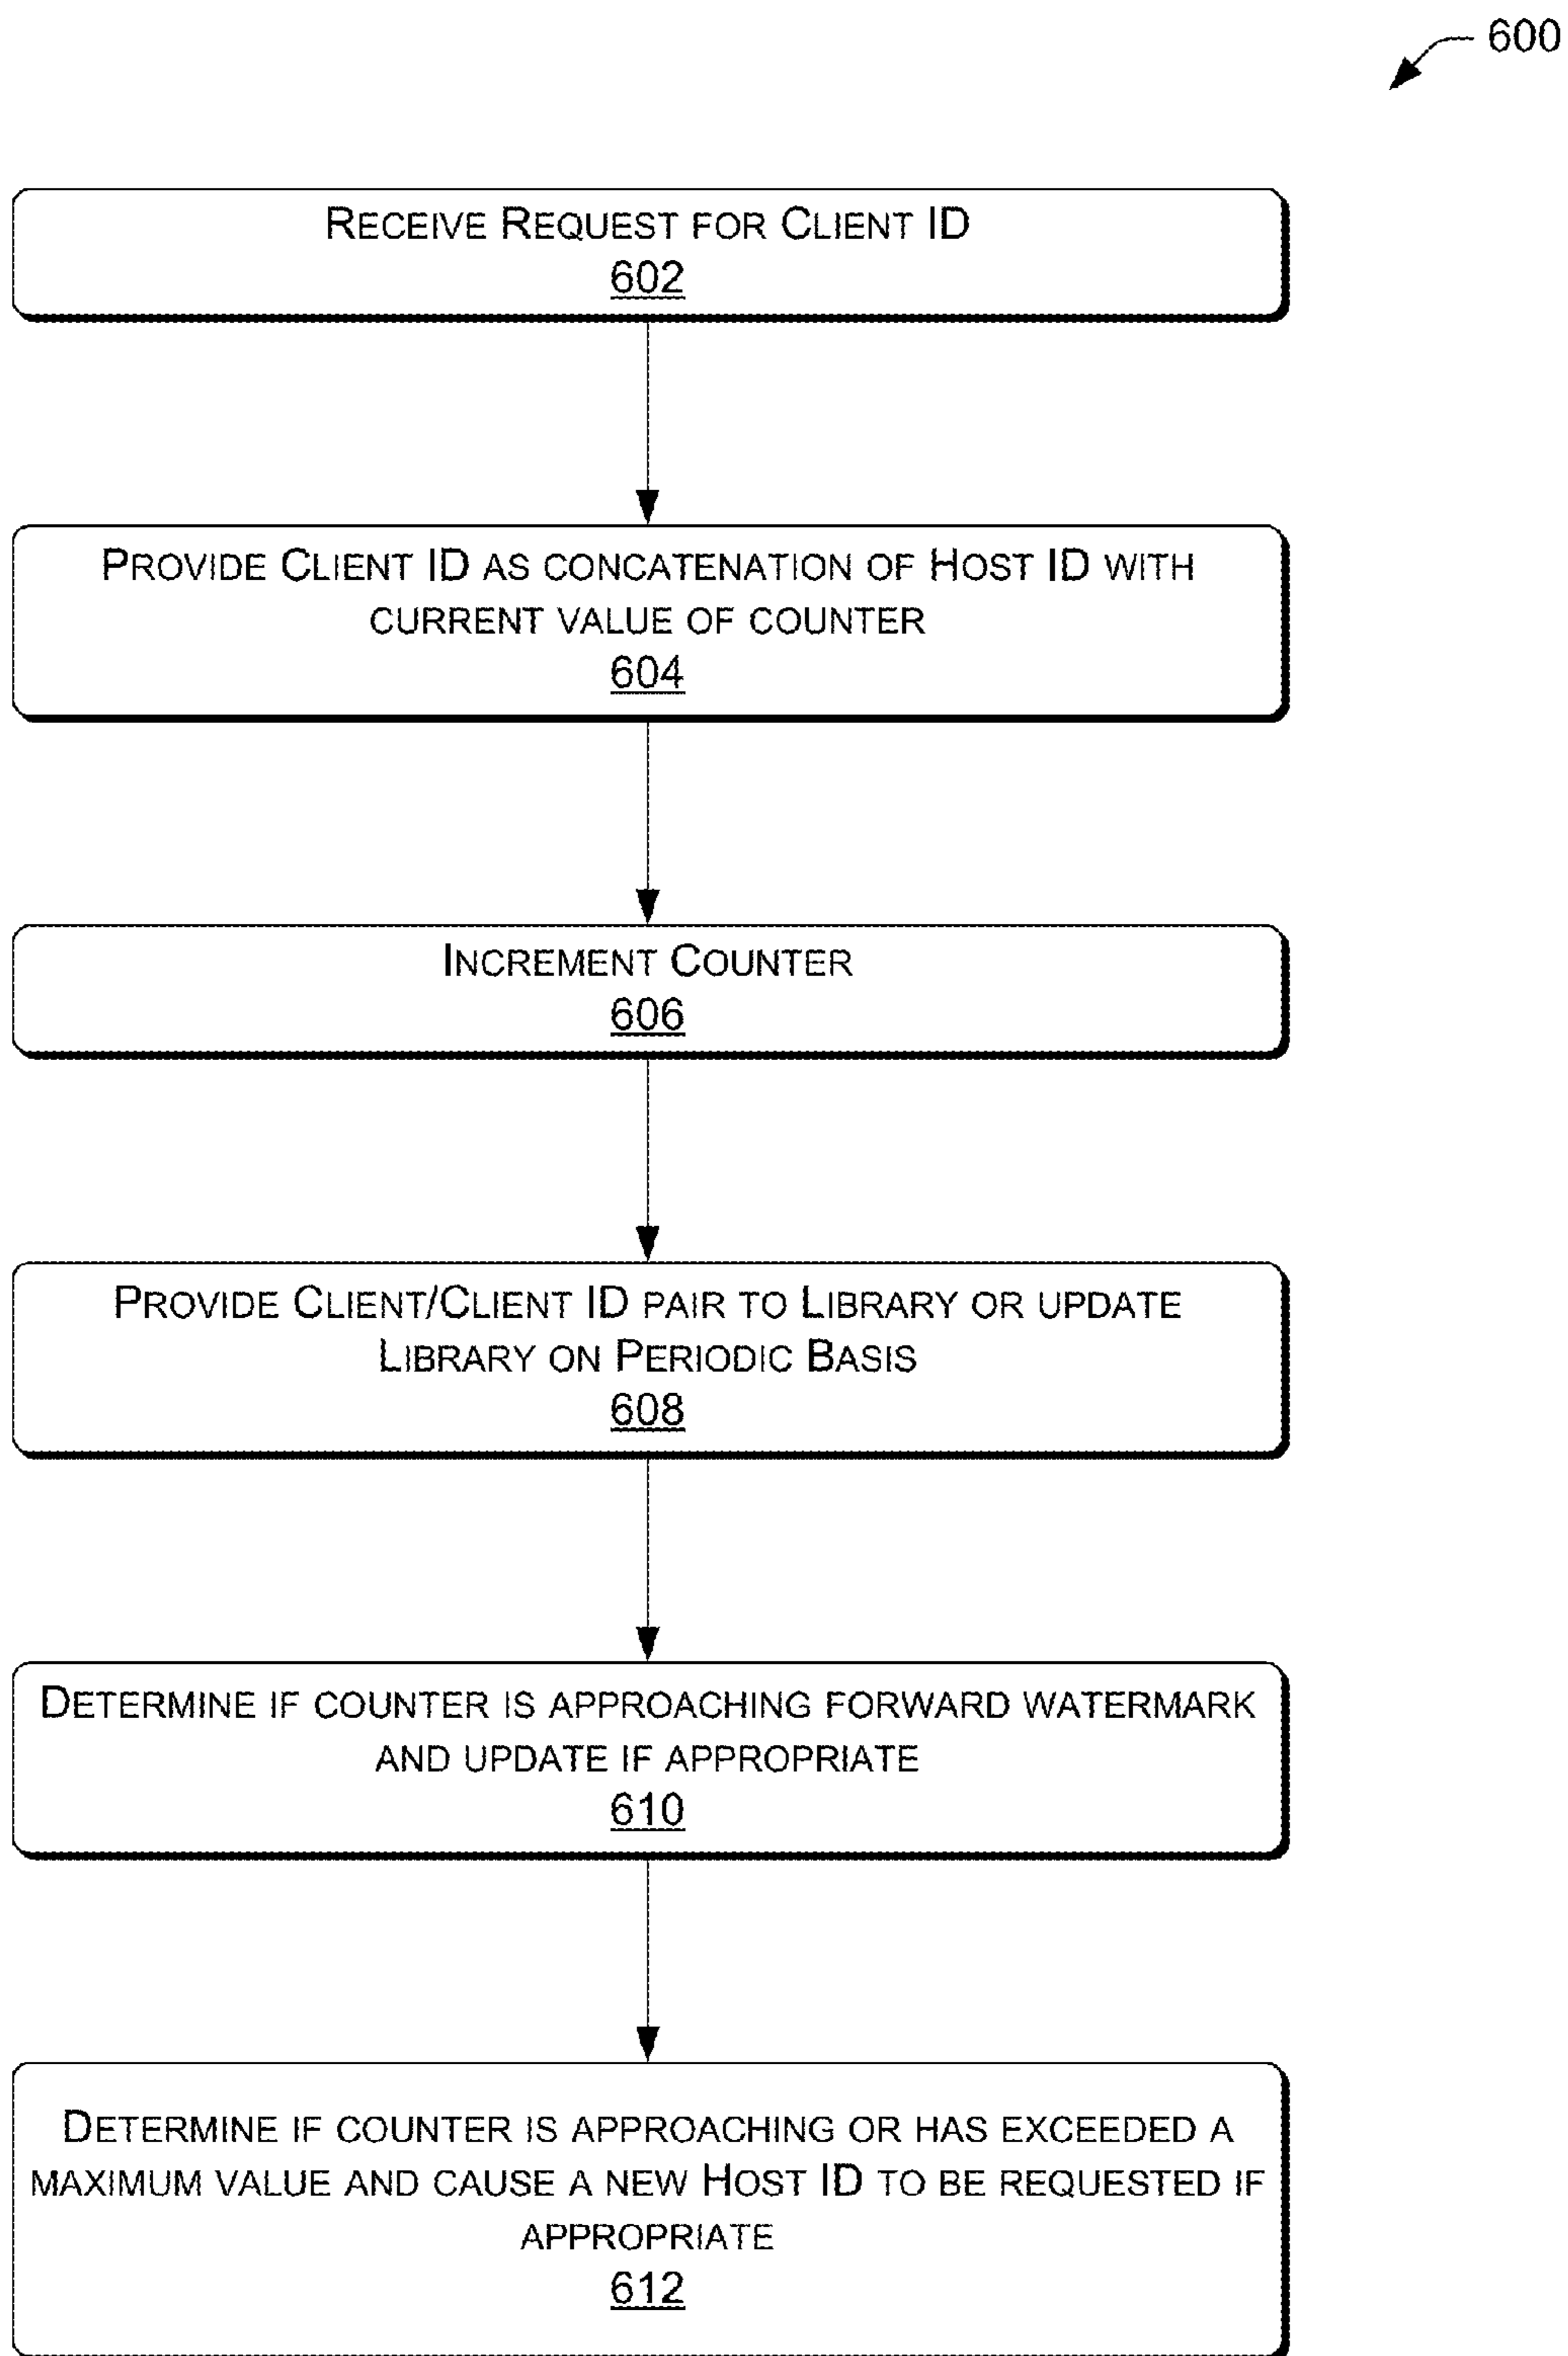 600
RECEIVE REQUEST FOR CLIENT ID
602
PROVIDE CLIENT ID AS CONCATENATION OF HOST ID WITH
CURRENT VALUE OF COUNTER
604
INCREMENT COUNTER
606
PROVIDE CLIENT/CLIENT ID PAIR TO LIBRARY OR UPDATE
LIBRARY ON PERIODIC BASIS
608
DETERMINE IF COUNTER IS APPROACHING FORWARD WATERMARK
AND UPDATE IF APPROPRIATE
610
DETERMINE IF COUNTER IS APPROACHING OR HAS EXCEEDED A
MAXIMUM VALUE AND CAUSE A NEW HOST ID TO BE REQUESTED IF
APPROPRIATE
612